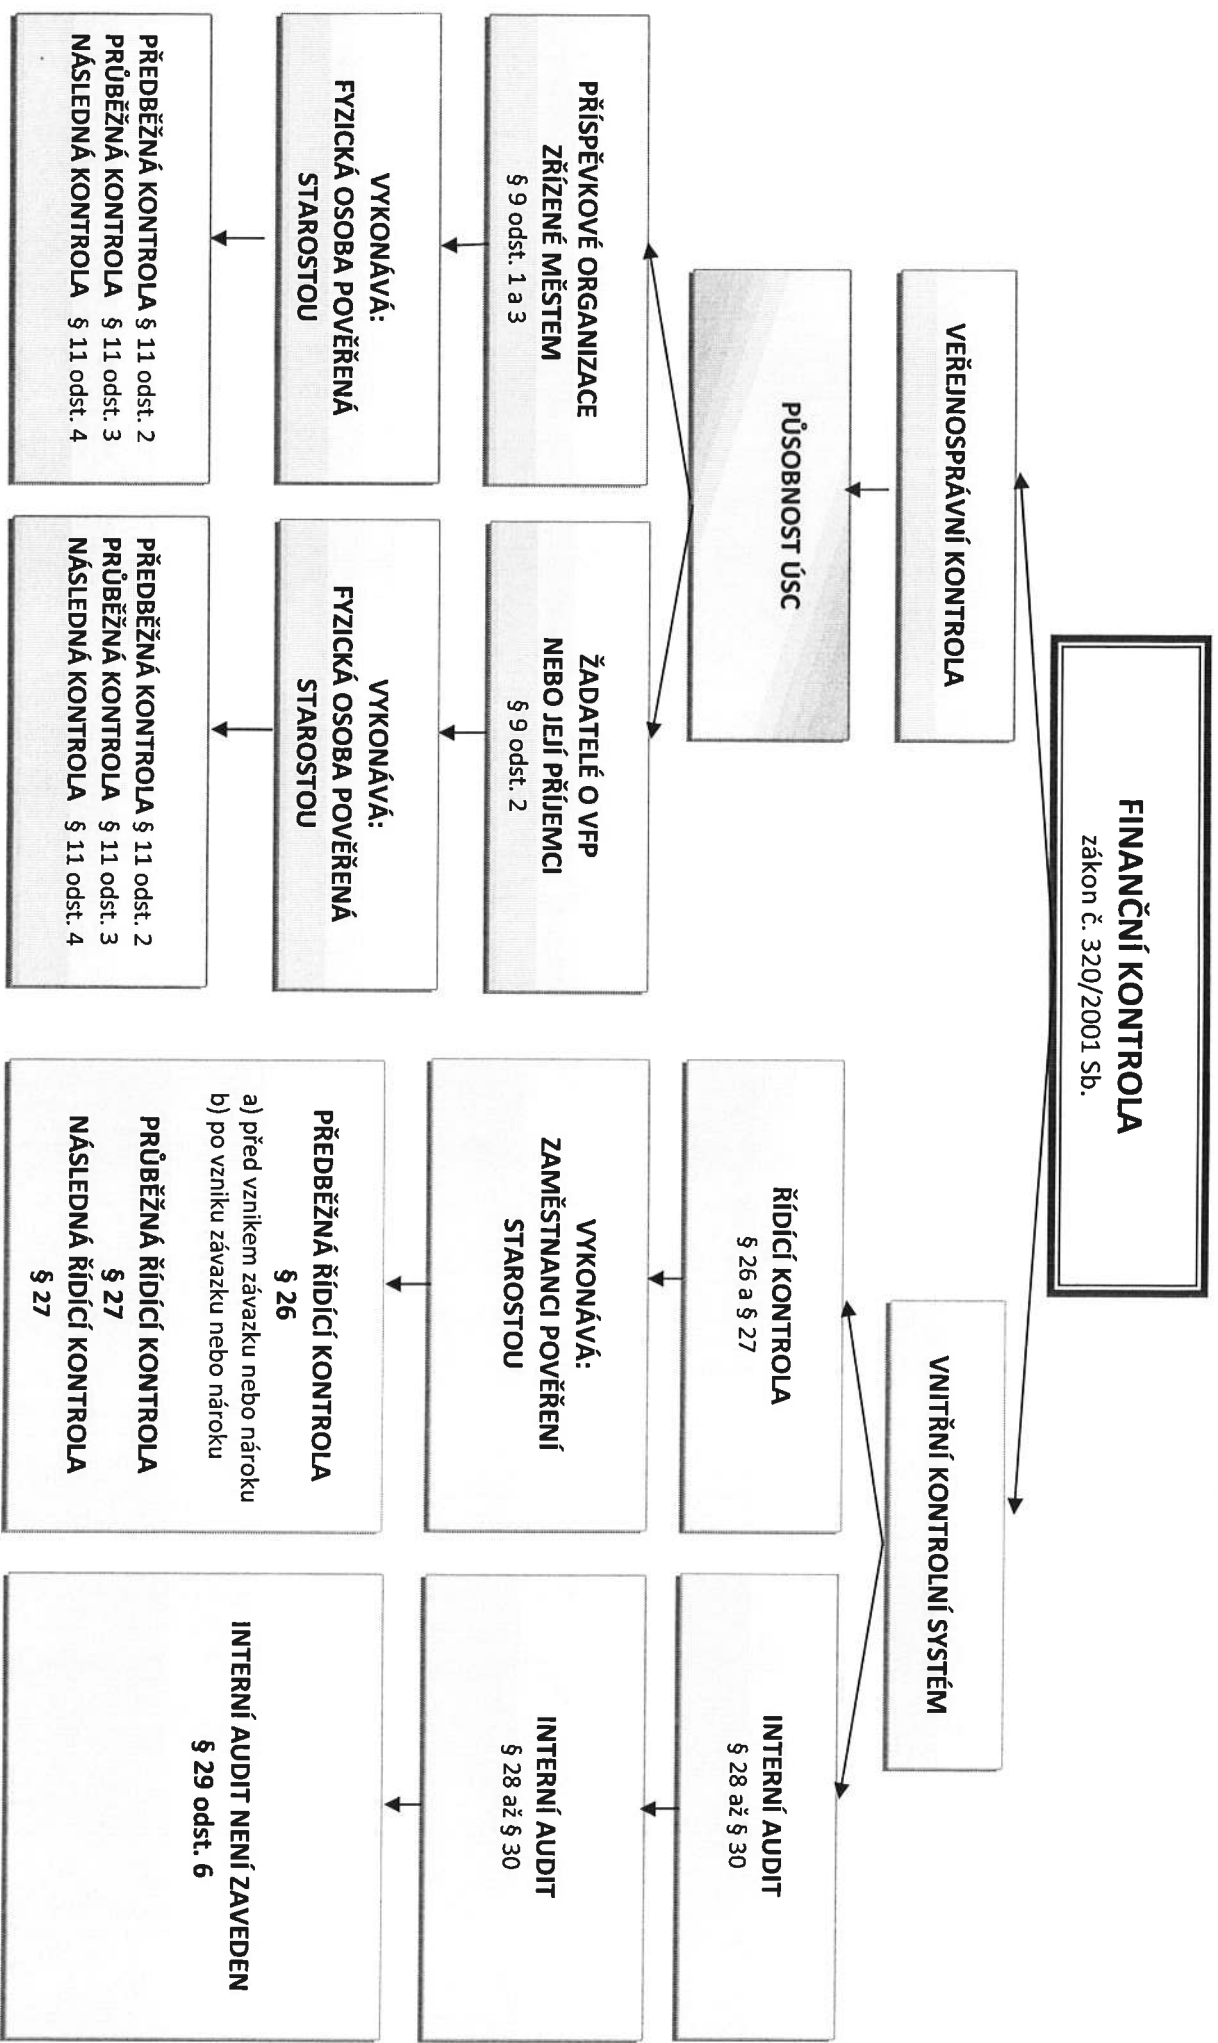 FINANČNÍ KONTROLA
zákon č. 320/2001 Sb.
VEŘEJNOSPRÁVNÍ KONTROLA
VNITŘNÍ KONTROLNÍ SYSTÉM
PŮSOBNOST ÚSC
PŘÍSPĚVKOVÉ ORGANIZACE
ZŘÍZENÉ MĚSTEM
§ 9 odst. 1 a 3
ŽADATELÉ O VFP
NEBO JEJÍ PŘÍJEMCI
§ 9 odst. 2
ŘÍDÍCÍ KONTROLA
§ 26 a § 27
INTERNÍ AUDIT
§ 28 až § 30
VYKONÁVÁ:
FYZICKÁ OSOBA POVĚŘENÁ
STAROSTOU
VYKONÁVÁ:
FYZICKÁ OSOBA POVĚŘENÁ
STAROSTOU
VYKONÁVÁ:
ZAMĚSTNANCI POVĚŘENÍ
STAROSTOU
INTERNÍ AUDIT
§ 28 až § 30
PŘEDBĚŽNÁ KONTROLA § 11 odst. 2
PRŮBĚŽNÁ KONTROLA § 11 odst. 3
NÁSLEDNÁ KONTROLA § 11 odst. 4
PŘEDBĚŽNÁ KONTROLA § 11 odst. 2
PRŮBĚŽNÁ KONTROLA § 11 odst. 3
NÁSLEDNÁ KONTROLA § 11 odst. 4
PŘEDBĚŽNÁ ŘÍDÍCÍ KONTROLA
§ 26
a) před vznikem závazku nebo nároku
b) po vzniku závazku nebo nároku
PRŮBĚŽNÁ ŘÍDÍCÍ KONTROLA
§ 27
NÁSLEDNÁ ŘÍDÍCÍ KONTROLA
§ 27
INTERNÍ AUDIT NENÍ ZAVEDEN
§ 29 odst. 6